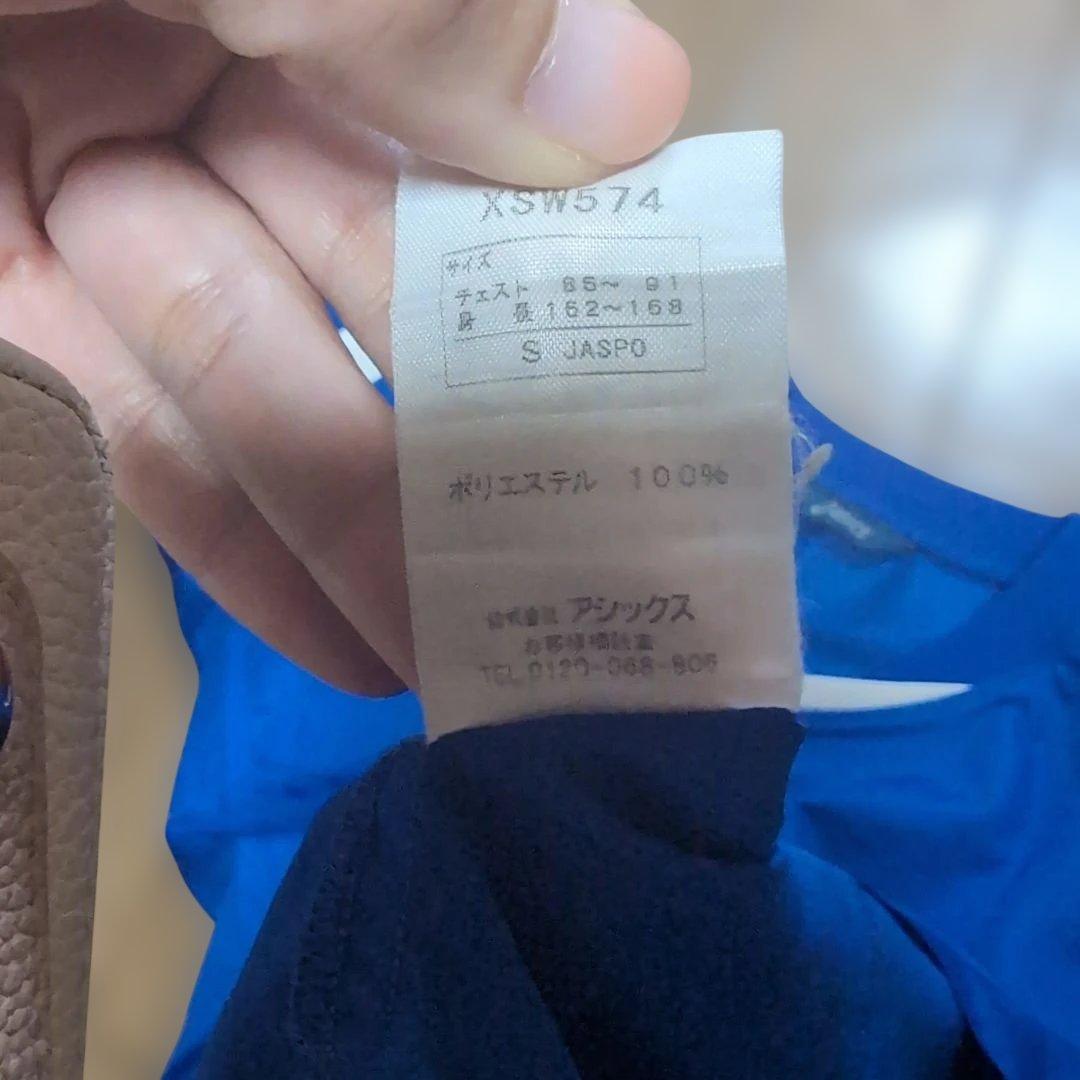 XSW574
サイズ
チェスト 85〜 91
身 長 162〜168
S JASPO
ポリエステル 100%
株式会社 アシックス
お客様相談室
TEL 0120-068-806